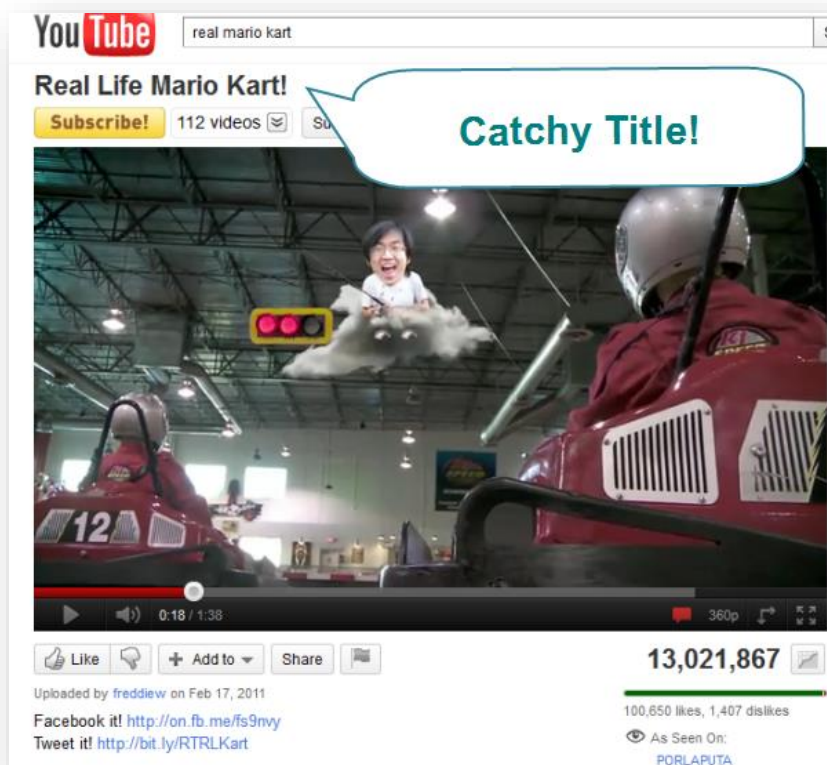 YouTube
real mario kart
Real Life Mario Kart!
Subscribe!
112 videos
Su
Catchy Title!
SPEED
12
0:18 / 1:38
360p
Like
+ Add to
Share
13,021,867
Uploaded by freddiew on Feb 17, 2011
100,650 likes, 1,407 dislikes
Facebook it! http://on.fb.me/fs9nvy
Tweet it! http://bit.ly/RTRLKart
As Seen On:
PORLAPUTA